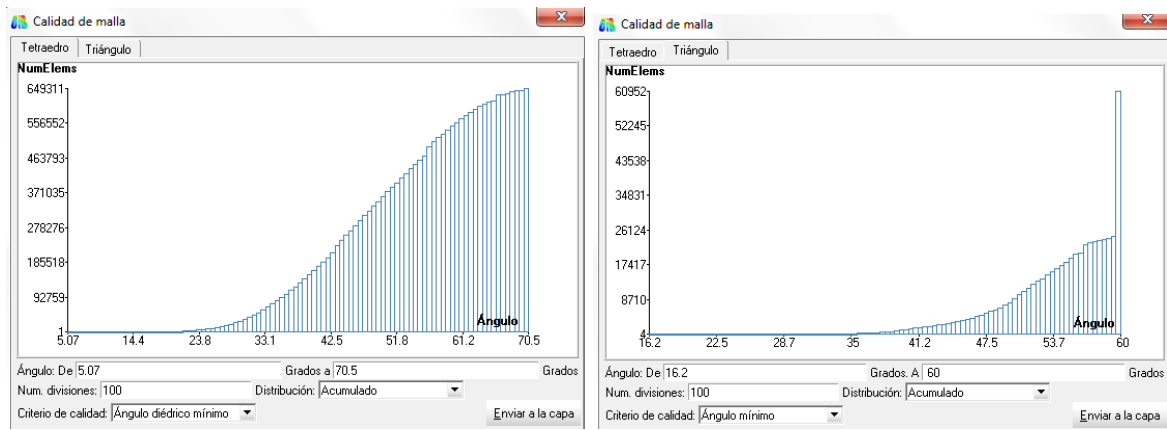 Calidad de malla
Tetraedro Triángulo
NumElems
649311
556552
463793
371035
278276
185518
92759
1
Ángulo
5.07 14.4 23.8 33.1 42.5 51.8 61.2 70.5
Ángulo: De 5.07 Grados a 70.5 Grados
Num. divisiones: 100 Distribución: Acumulado
Criterio de calidad: Ángulo diédrico mínimo Enviar a la capa
Calidad de malla
Tetraedro Triángulo
NumElems
60952
52245
43538
34831
26124
17417
8710
4
Ángulo
16.2 22.5 28.7 35 41.2 47.5 53.7 60
Ángulo: De 16.2 Grados. A 60 Grados
Num. divisiones: 100 Distribución: Acumulado
Criterio de calidad: Ángulo mínimo Enviar a la capa